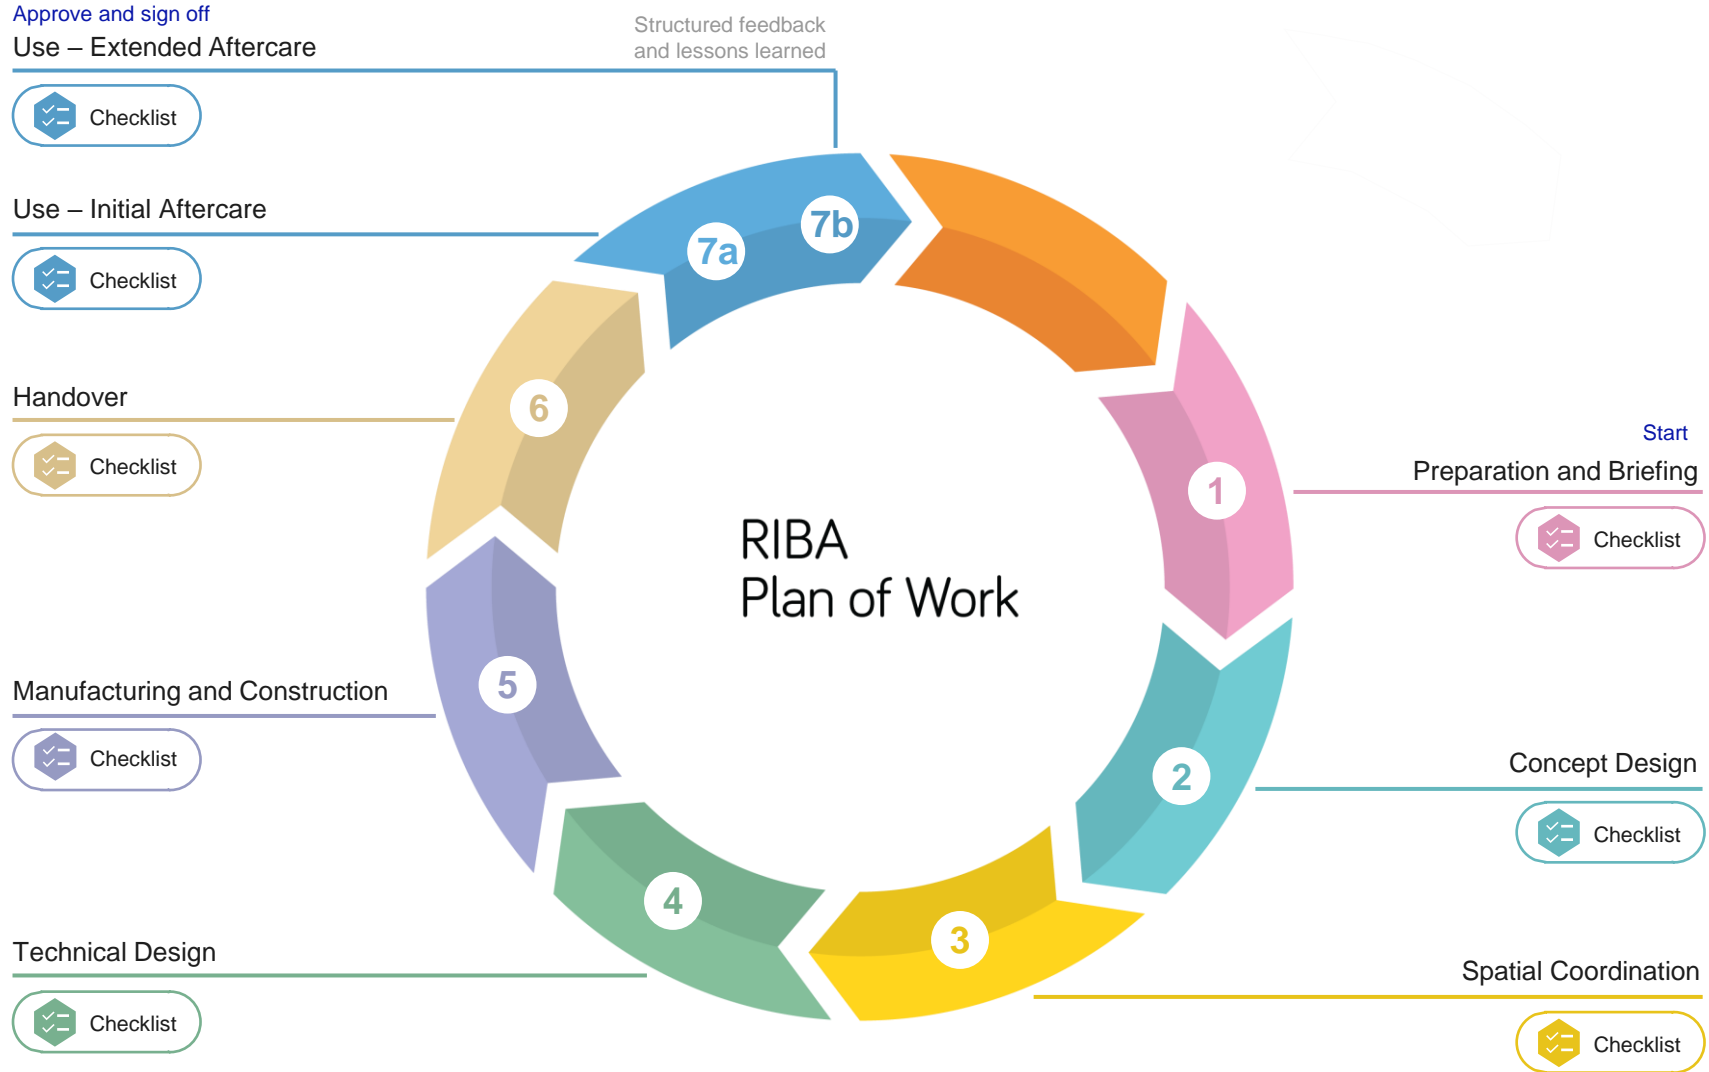 Approve and sign off
Use – Extended Aftercare
Checklist
Structured feedback
and lessons learned
Use – Initial Aftercare
Checklist
7a
7b
Handover
Checklist
6
Start
Preparation and Briefing
Checklist
1
RIBA
Plan of Work
Manufacturing and Construction
Checklist
5
Concept Design
Checklist
2
Technical Design
Checklist
4
Spatial Coordination
Checklist
3